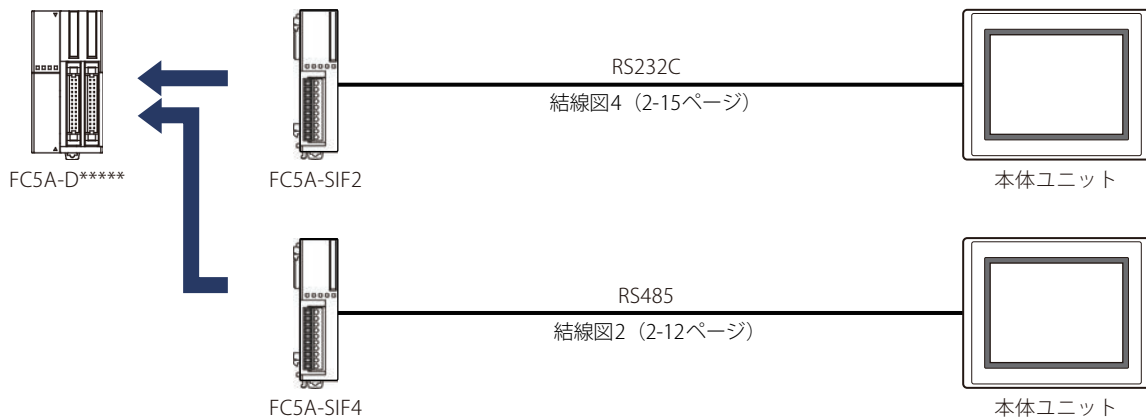 RS232C
結線図4（2-15ページ）
FC5A-D*****
FC5A-SIF2
本体ユニット
RS485
結線図2（2-12ページ）
FC5A-SIF4
本体ユニット